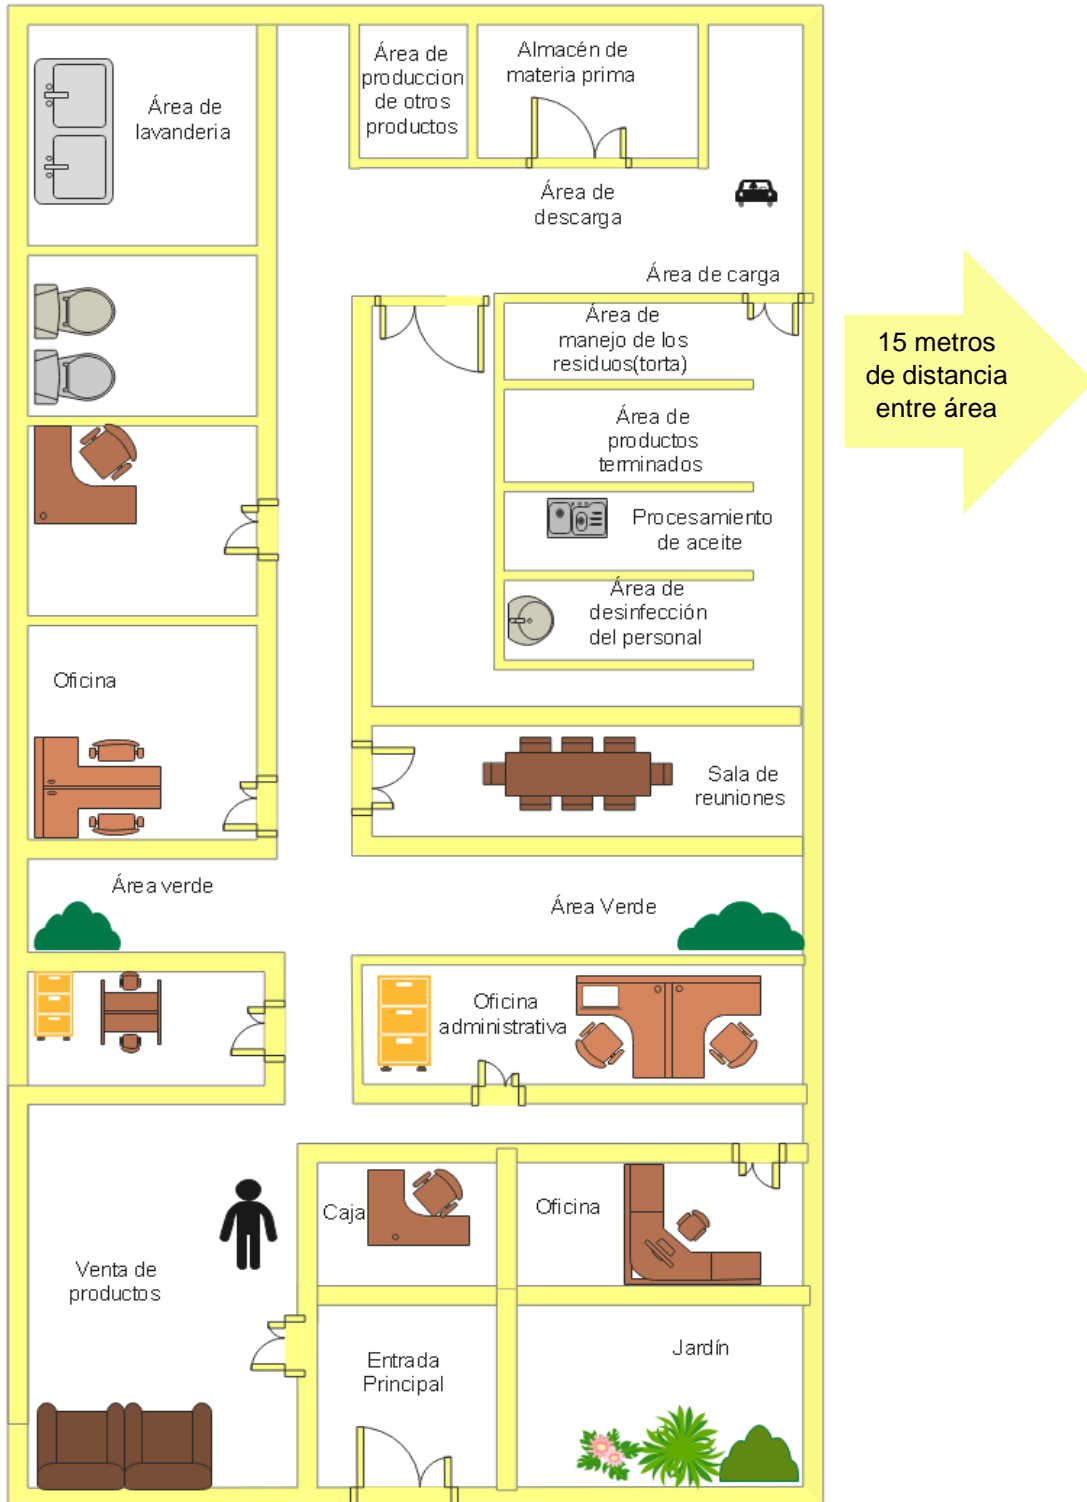 Área de
produccion
de otros
productos
Almacén de
materia prima
Área de
lavanderia
Área de
descarga
Área de carga
Área de
manejo de los
residuos(torta)
15 metros
de distancia
entre área
Área de
productos
terminados
Procesamiento
de aceite
Área de
desinfección
del personal
Oficina
Sala de
reuniones
Área verde
Área Verde
Oficina
administrativa
Caja
Oficina
Venta de
productos
Entrada
Principal
Jardín